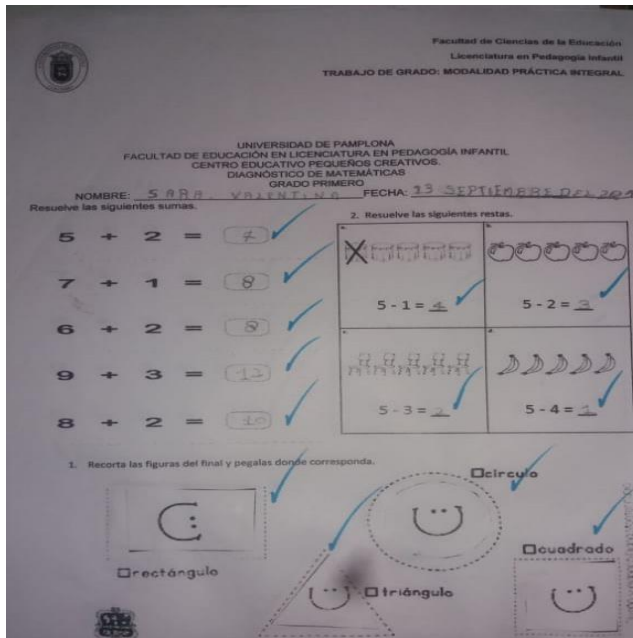 Facultad de Ciencias de la Educación
Licenciatura en Pedagogía Infantil
TRABAJO DE GRADO: MODALIDAD PRÁCTICA INTEGRAL
UNIVERSIDAD DE PAMPLONA
FACULTAD DE EDUCACIÓN EN LICENCIATURA EN PEDAGOGÍA INFANTIL
CENTRO EDUCATIVO PEQUEÑOS CREATIVOS.
DIAGNÓSTICO DE MATEMÁTICAS
GRADO PRIMERO
NOMBRE: SARA. VALENTINA FECHA: 13 SEPTIEMBRE DEL
Resuelve las siguientes sumas.
5 + 2 = 7
7 + 1 = 8
6 + 2 = 8
9 + 3 = 12
8 + 2 = 10
2. Resuelve las siguientes restas.
5 - 1 = 4
5 - 2 = 3
5 - 3 = 2
5 - 4 = 1
1. Recorta las figuras del final y pegalas donde corresponda.
círculo
rectángulo
triángulo
cuadrado